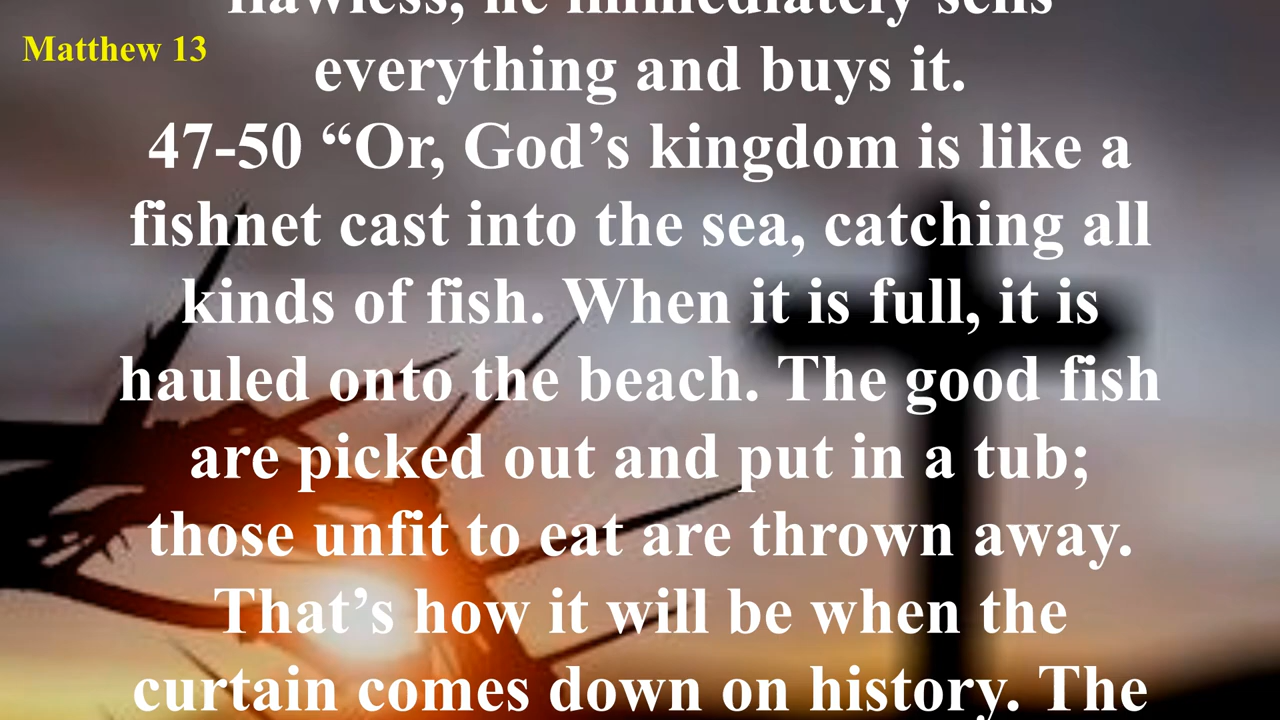 Matthew 13
flawless, he immediately sells
everything and buys it.
47-50 “Or, God’s kingdom is like a
fishnet cast into the sea, catching all
kinds of fish. When it is full, it is
hauled onto the beach. The good fish
are picked out and put in a tub;
those unfit to eat are thrown away.
That’s how it will be when the
curtain comes down on history. The